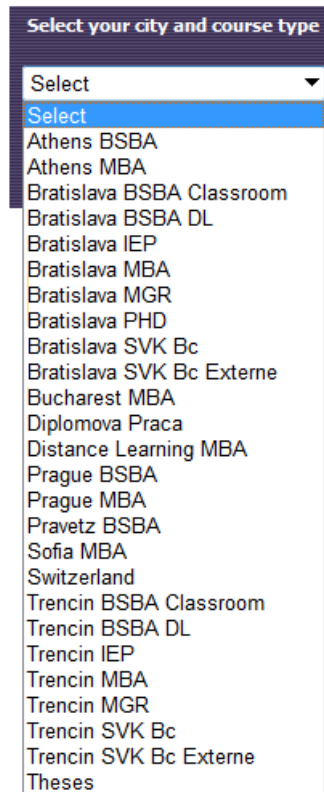 Select your city and course type
Select
Select
Athens BSBA
Athens MBA
Bratislava BSBA Classroom
Bratislava BSBA DL
Bratislava IEP
Bratislava MBA
Bratislava MGR
Bratislava PHD
Bratislava SVK Bc
Bratislava SVK Bc Externe
Bucharest MBA
Diplomova Praca
Distance Learning MBA
Prague BSBA
Prague MBA
Pravetz BSBA
Sofia MBA
Switzerland
Trencin BSBA Classroom
Trencin BSBA DL
Trencin IEP
Trencin MBA
Trencin MGR
Trencin SVK Bc
Trencin SVK Bc Externe
Theses